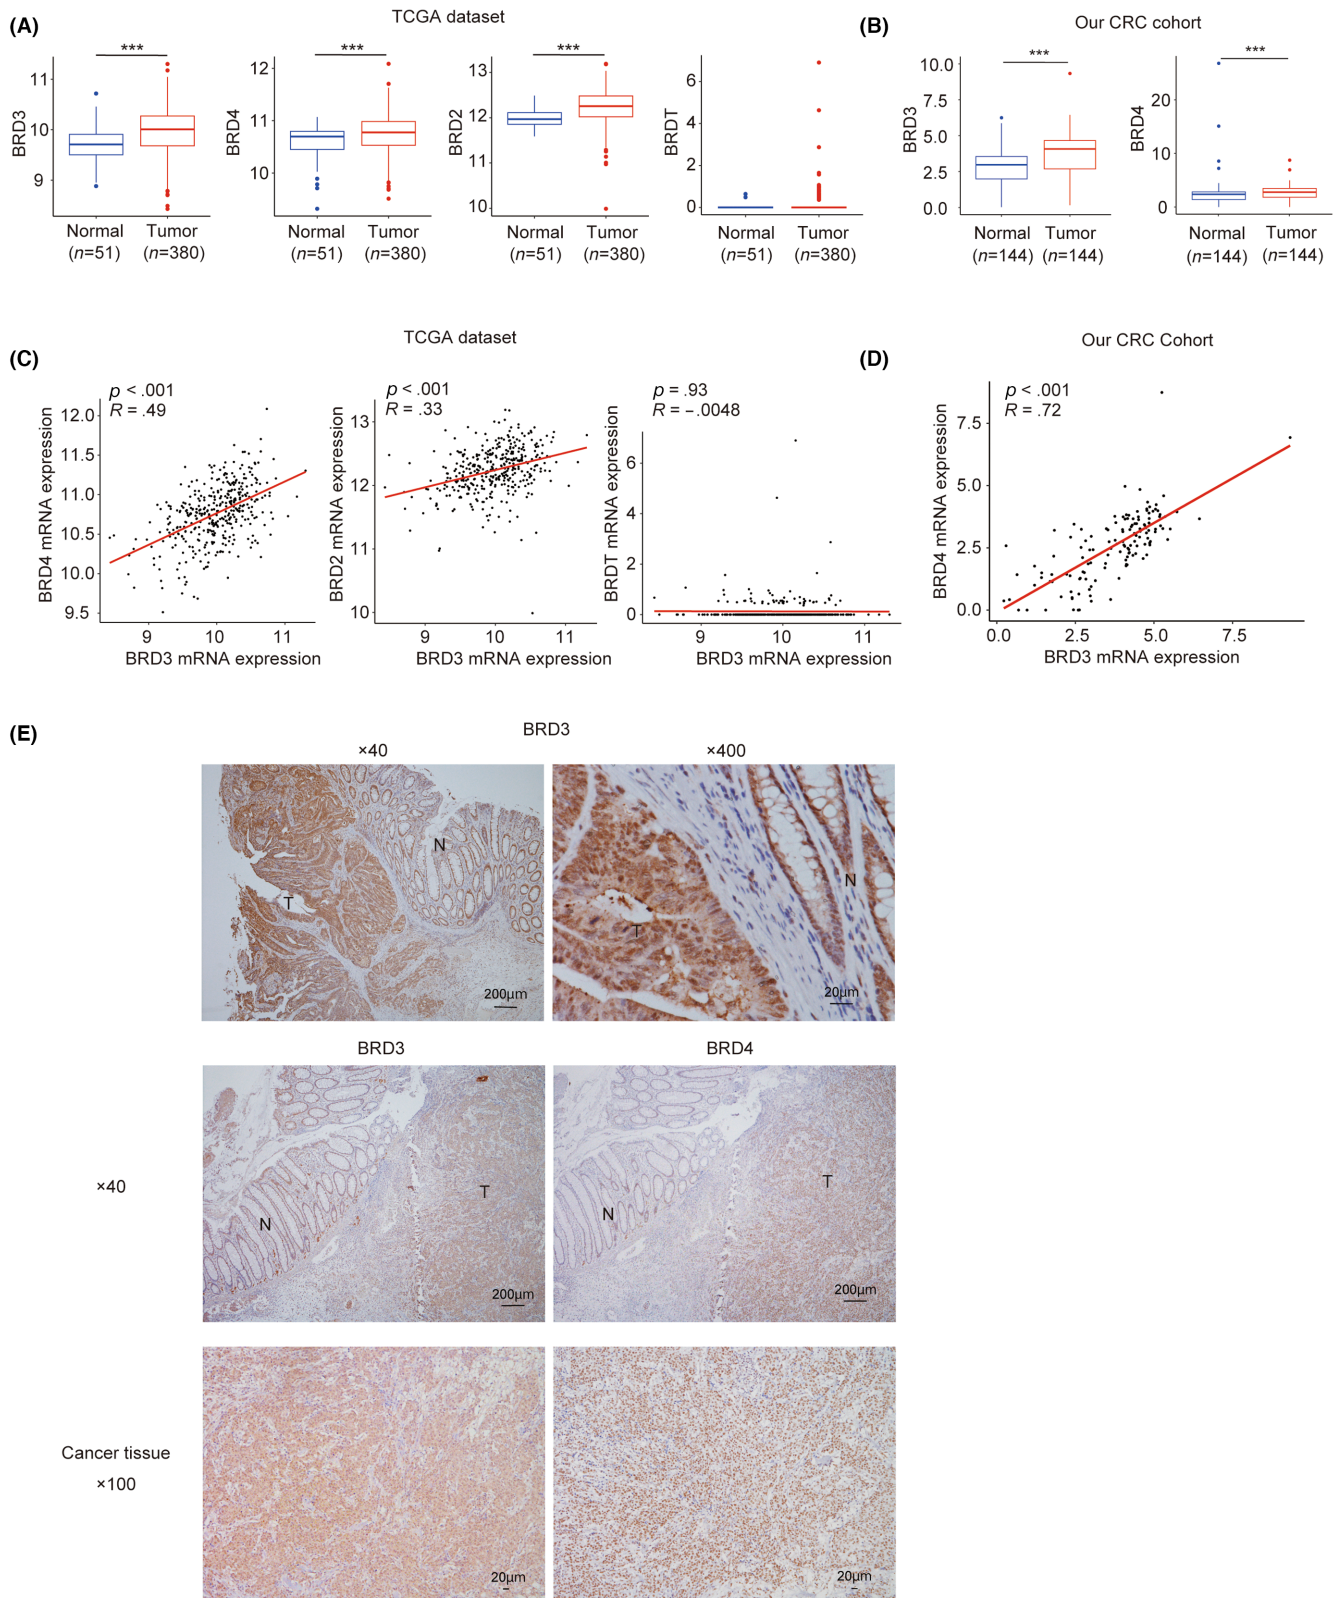 (A)
TCGA dataset
(B)
Our CRC cohort
***
***
***
***
***
BRD3
11
10
9
Normal
(n=51)
Tumor
(n=380)
BRD4
12
11
10
Normal
(n=51)
Tumor
(n=380)
BRD2
13
12
11
10
Normal
(n=51)
Tumor
(n=380)
BRDT
6
4
2
0
Normal
(n=51)
Tumor
(n=380)
BRD3
10.0
7.5
5.0
2.5
0.0
Normal
(n=144)
Tumor
(n=144)
BRD4
20
10
0
Normal
(n=144)
Tumor
(n=144)
(C)
TCGA dataset
(D)
Our CRC Cohort
p < .001
R = .49
BRD4 mRNA expression
12.0
11.5
11.0
10.5
10.0
9.5
9 10 11
BRD3 mRNA expression
p < .001
R = .33
BRD2 mRNA expression
13
12
11
10
9 10 11
BRD3 mRNA expression
p = .93
R = −.0048
BRDT mRNA expression
6
4
2
0
9 10 11
BRD3 mRNA expression
p < .001
R = .72
BRD4 mRNA expression
7.5
5.0
2.5
0.0
0.0 2.5 5.0 7.5
BRD3 mRNA expression
(E)
BRD3
×40 ×400
N
T
200µm
N
T
20µm
BRD3 BRD4
×40
N
T
200µm
N
T
200µm
Cancer tissue
×100
20µm
20µm